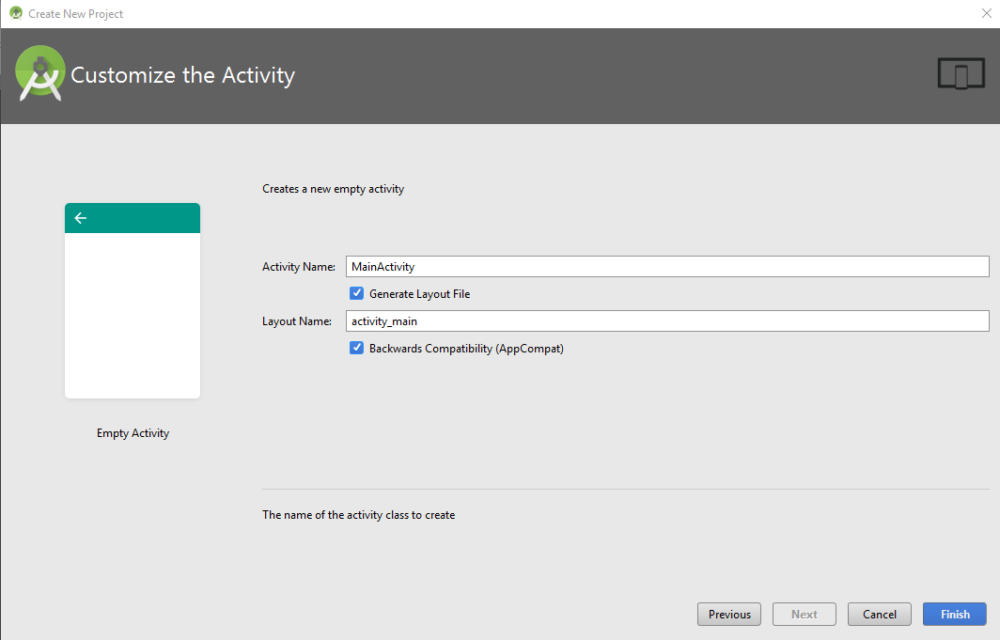 Create New Project
Customize the Activity
Creates a new empty activity
Activity Name: MainActivity
Generate Layout File
Layout Name: activity_main
Backwards Compatibility (AppCompat)
Empty Activity
The name of the activity class to create
Previous Next Cancel Finish